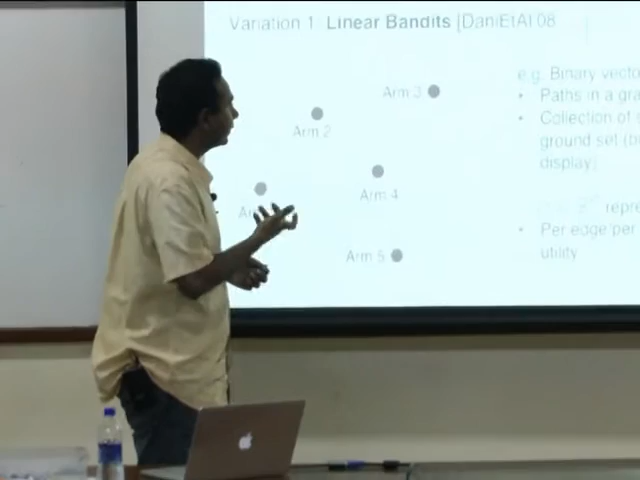 Variation 1: Linear Bandits [DaniEtAl 08
Arm 3
Arm 2
Arm 4
Arm 5
e.g. Binary vecto
• Paths in a gra
• Collection of s
ground set (b
display)
repre
• Per edge per
utility